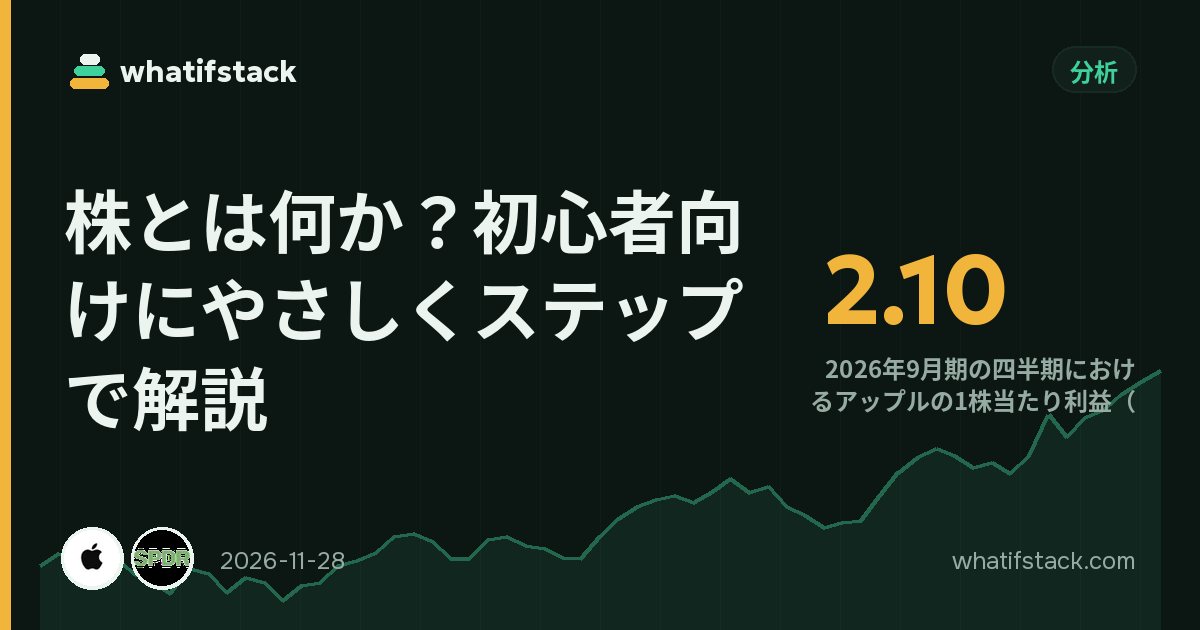 whatifstack
分析
株とは何か？初心者向
けにやさしくステップ
で解説
2.10
2026年9月期の四半期におけ
るアップルの1株当たり利益（
SPDR
2026-11-28
whatifstack.com